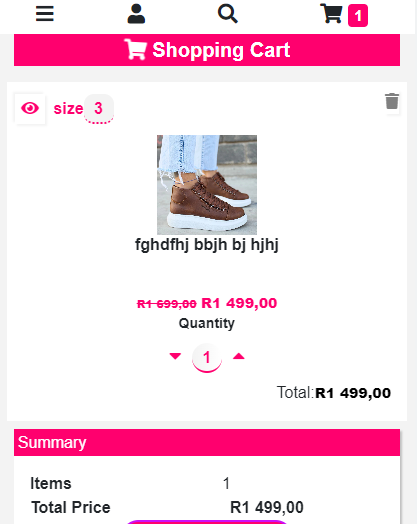 1
Shopping Cart
size 3
fghdfhj bbjh bj hjhj
R1 699,00 R1 499,00
Quantity
1
Total:R1 499,00
Summary
Items 1
Total Price R1 499,00